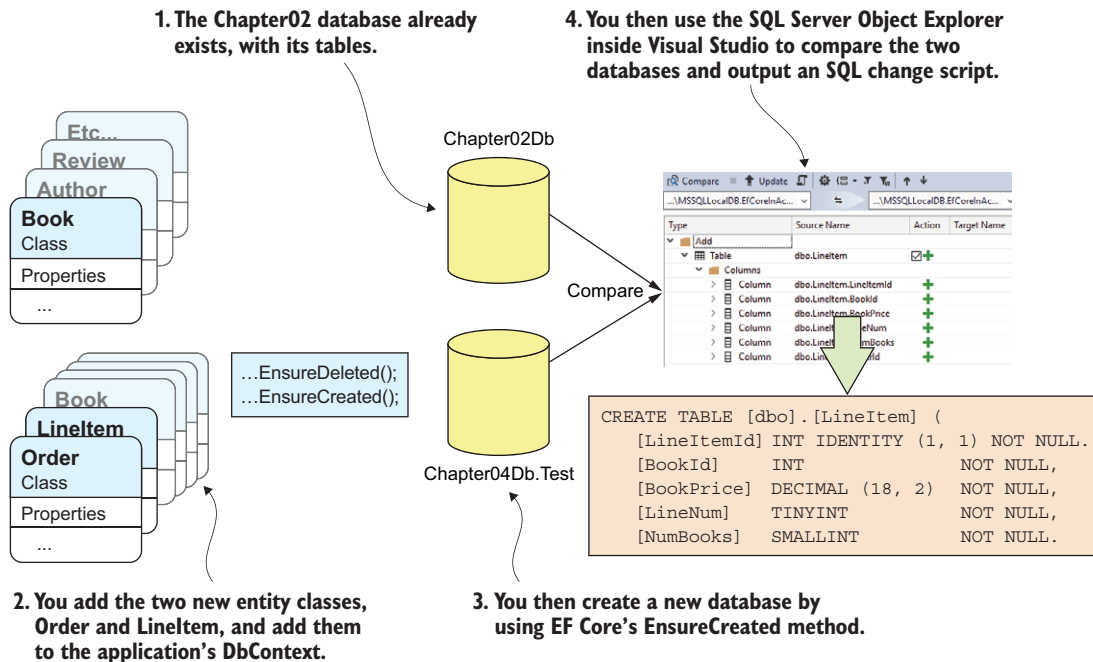 1. The Chapter02 database already
exists, with its tables.
4. You then use the SQL Server Object Explorer
inside Visual Studio to compare the two
databases and output an SQL change script.
Etc...
Review
Author
Book
Class
Properties
...
Chapter02Db
Compare
Compare Update
...\MSSQLLocalDB.EfCoreInAc... ...\MSSQLLocalDB.EfCoreInAc...
Type Source Name Action Target Name
Add
Table dbo.LineItem
Columns
Column dbo.LineItem.LineItemId
Column dbo.LineItem.BookId
Column dbo.LineItem.BookPrice
Column
Column
Column
Book
LineItem
Order
Class
Properties
...
...EnsureDeleted();
...EnsureCreated();
Chapter04Db.Test
CREATE TABLE [dbo].[LineItem] (
[LineItemId] INT IDENTITY (1, 1) NOT NULL.
[BookId] INT NOT NULL,
[BookPrice] DECIMAL (18, 2) NOT NULL,
[LineNum] TINYINT NOT NULL,
[NumBooks] SMALLINT NOT NULL.
2. You add the two new entity classes,
Order and LineItem, and add them
to the application's DbContext.
3. You then create a new database by
using EF Core's EnsureCreated method.